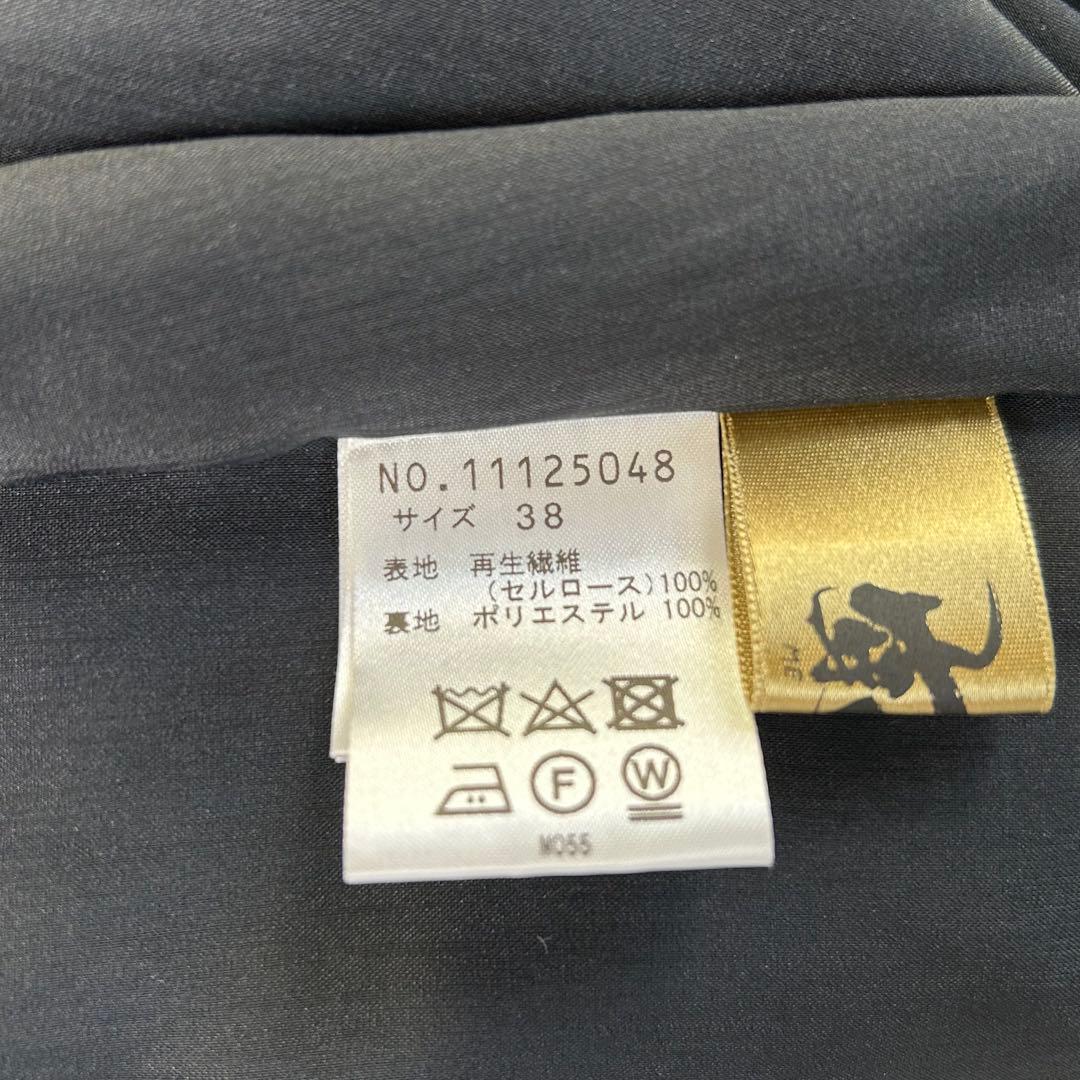 NO.11125048
サイズ 38
表地 再生繊維
(セルロース)100%
裏地 ポリエステル 100%
F
W
M055
ME